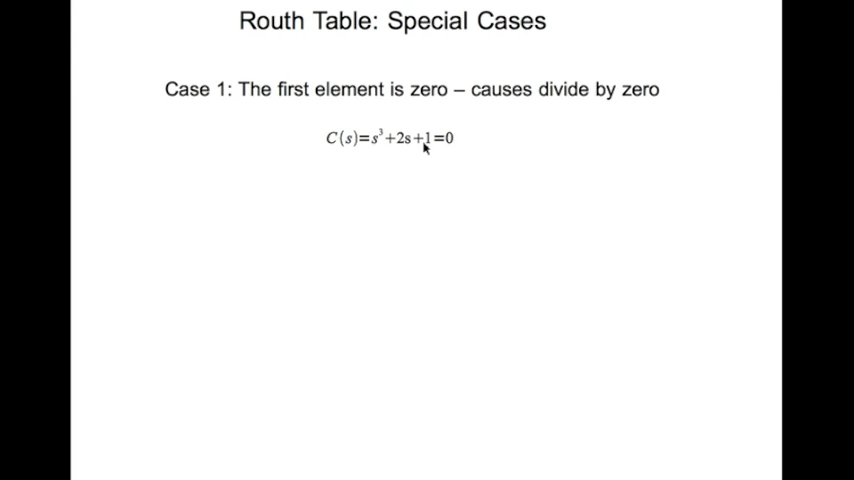 Routh Table: Special Cases
Case 1: The first element is zero – causes divide by zero
C(s)=s³+2s+1=0